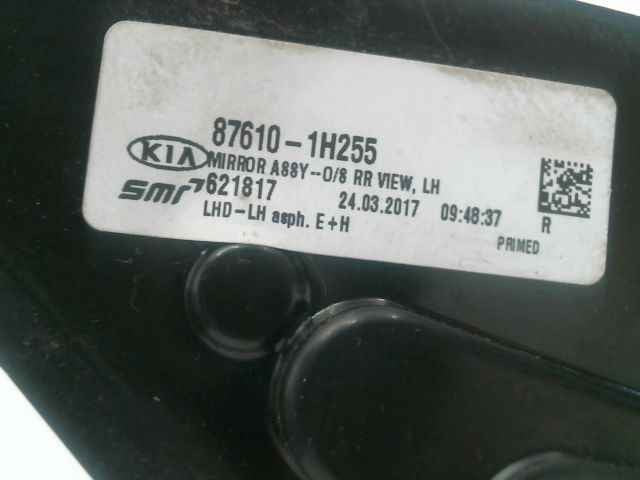 87610-1H255
KIA MIRROR ASSY--O/S RR VIEW, LH
smr 621817 24.03.2017 09:48:37 R
LHD-LH asph. E+H PRIMED